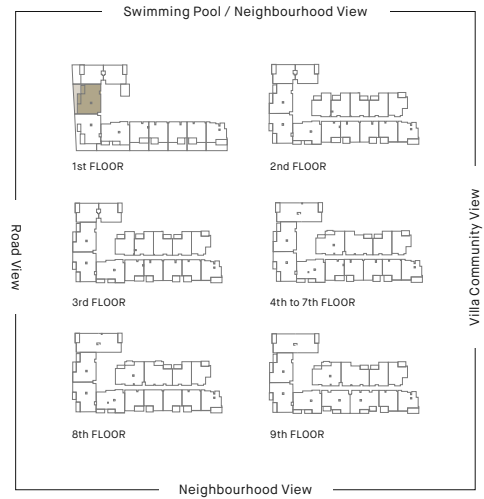 Swimming Pool / Neighbourhood View
1st FLOOR
2nd FLOOR
Road View
Villa Community View
3rd FLOOR
4th to 7th FLOOR
8th FLOOR
9th FLOOR
Neighbourhood View